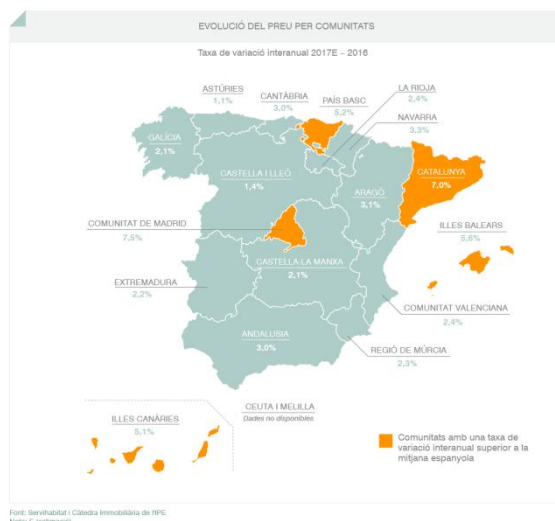 EVOLUCIÓ DEL PREU PER COMUNITATS
Taxa de variació interanual 2017E – 2016
ASTÚRIES
1,1%
CANTÀBRIA
3,0%
PAÍS BASC
5,2%
LA RIOJA
2,4%
NAVARRA
3,3%
GALÍCIA
2,1%
CASTELLA I LLEÓ
1,4%
ARAGÓ
3,1%
CATALUNYA
7,0%
COMUNITAT DE MADRID
7,5%
ILLES BALEARS
5,6%
CASTELLA-LA MANXA
2,1%
EXTREMADURA
2,2%
COMUNITAT VALENCIANA
2,4%
ANDALUSIA
3,0%
REGIÓ DE MÚRCIA
2,3%
CEUTA I MELILLA
Dades no disponibles
ILLES CANÀRIES
5,1%
Comunitats amb una taxa de
variació interanual superior a la
mitjana espanyola
Font: Servihabitat i Càtedra Immobiliària de l'IPE